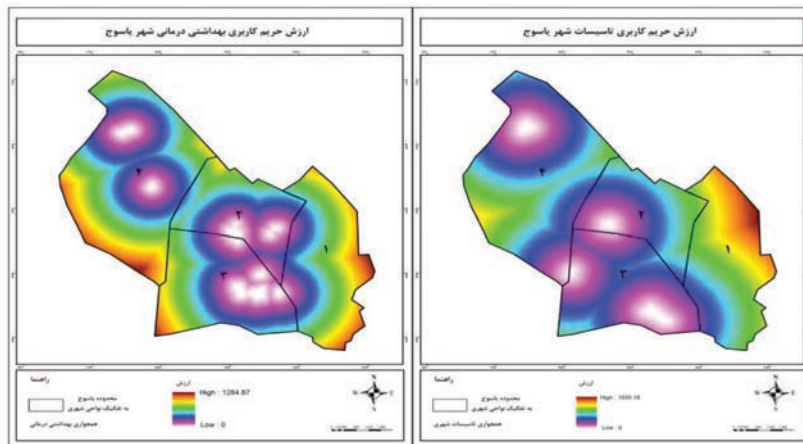 ارزش حریم کاربری بهداشتی درمانی شهر یاسوج
۴
۲
۳
۱
راهنما
محدوده یاسوج
به تفکیک نواحی شهری
همجواری بهداشتی درمانی
ارزش
High : 1284.87
Low : 0
N
W
E
S
ارزش حریم کاربری تاسیسات شهر یاسوج
۴
۲
۳
۱
راهنما
محدوده یاسوج
به تفکیک نواحی شهری
همجواری تاسیسات شهری
ارزش
Low : 0
N
W
E
S